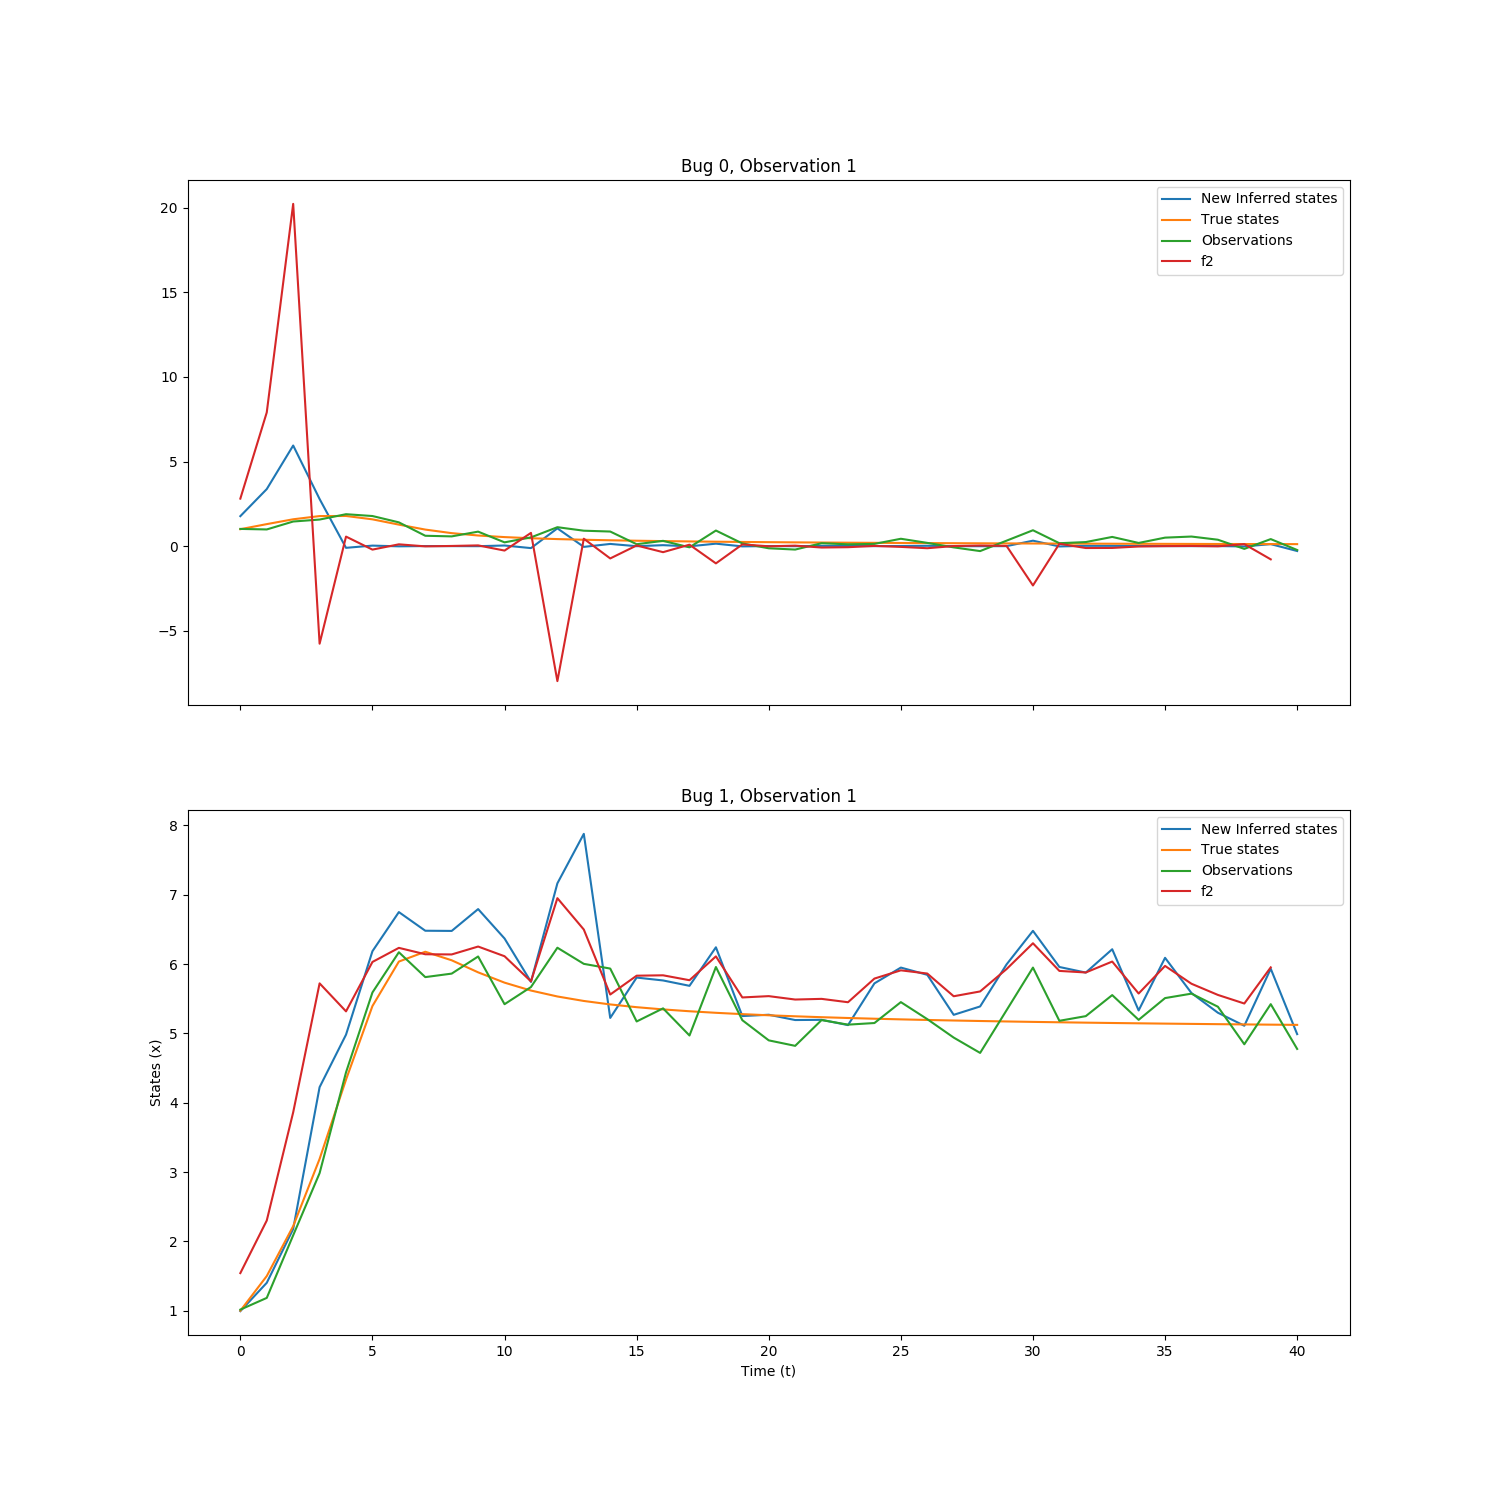 Bug 0, Observation 1
New Inferred states
True states
Observations
f2
20
15
10
5
0
−5
Bug 1, Observation 1
New Inferred states
True states
Observations
f2
8
7
6
5
4
3
2
1
States (x)
0 5 10 15 20 25 30 35 40
Time (t)